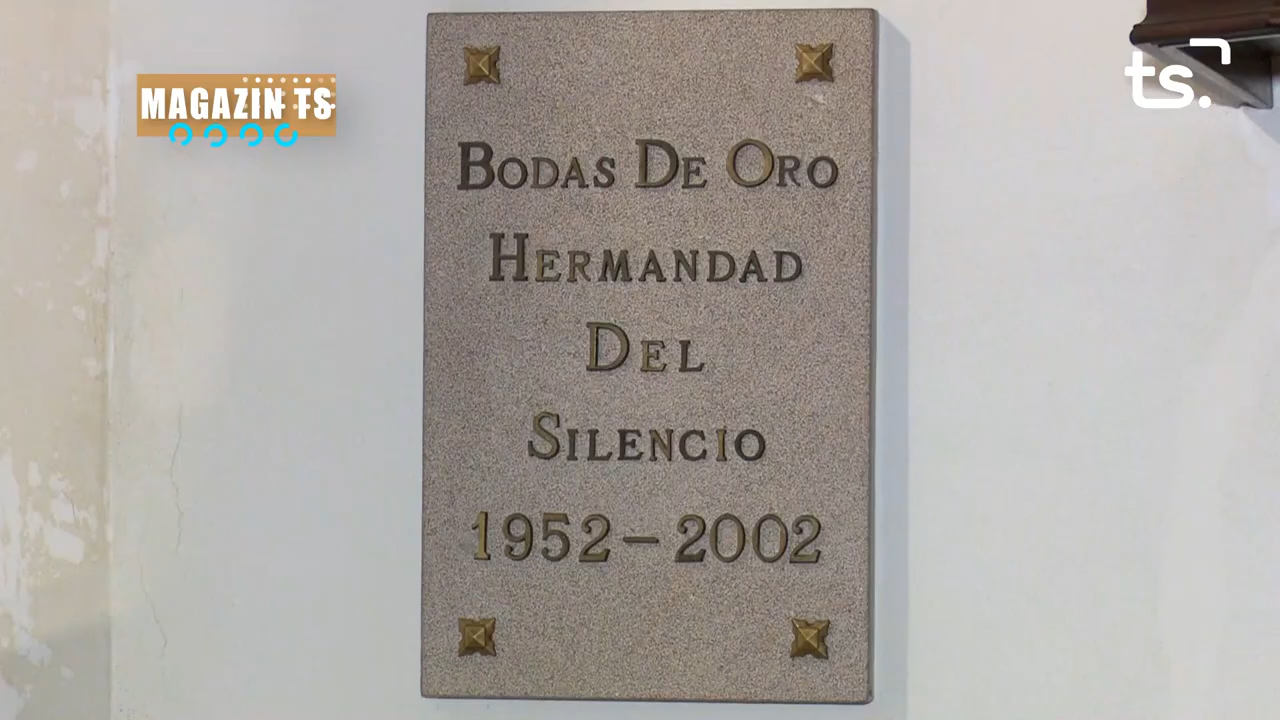 MAGAZIN TS
ts.
Bodas De Oro
Hermandad
Del
Silencio
1952-2002